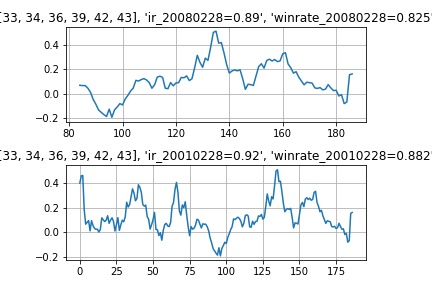 [33, 34, 36, 39, 42, 43], 'ir_20080228=0.89', 'winrate_20080228=0.825'
0.4
0.2
0.0
−0.2
80 100 120 140 160 180
[33, 34, 36, 39, 42, 43], 'ir_20010228=0.92', 'winrate_20010228=0.882'
0.4
0.2
0.0
−0.2
0 25 50 75 100 125 150 175